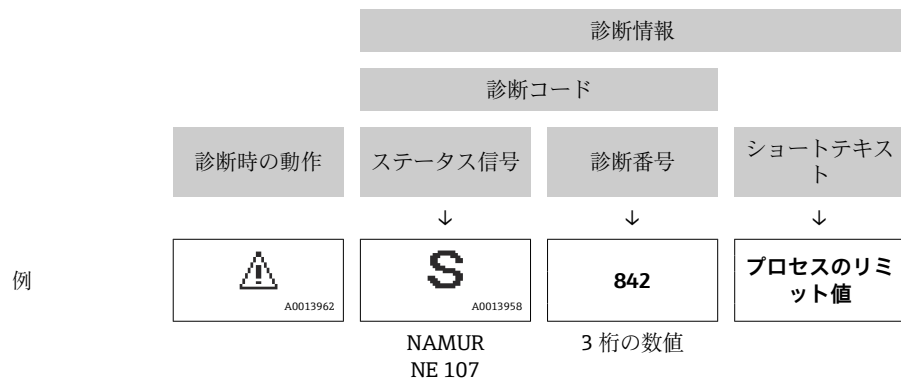 診断情報
診断コード
診断時の動作
ステータス信号
診断番号
ショートテキス
ト
↓
↓
↓
例
A0013962
S
A0013958
842
プロセスのリミ
ット値
NAMUR
NE 107
3 桁の数値